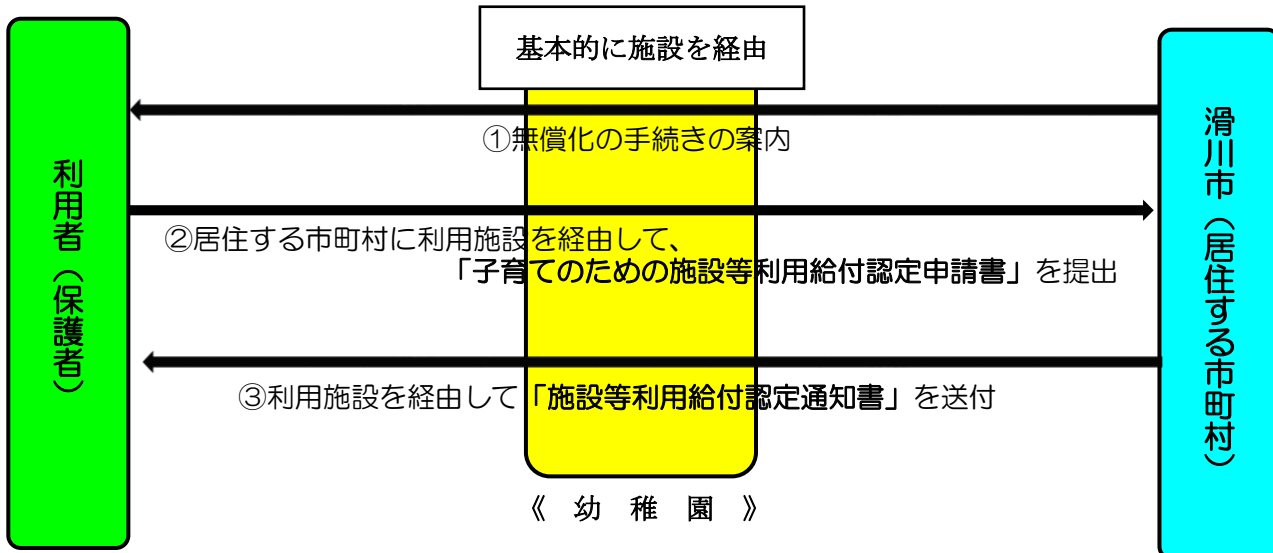 基本的に施設を経由
利用者（保護者）
滑川市（居住する市町村）
①無償化の手続きの案内
②居住する市町村に利用施設を経由して、
「子育てのための施設等利用給付認定申請書」を提出
③利用施設を経由して「施設等利用給付認定通知書」を送付
《 幼 稚 園 》